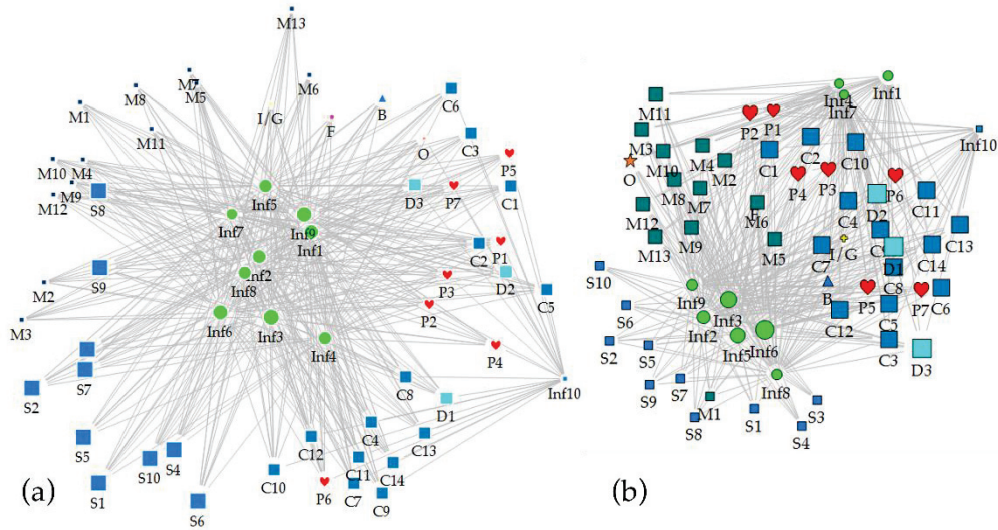 M13
M7
M5
M6
M8
M1
I/G
F
B
C6
M11
O
C3
M10
M4
P5
M9
M12
S8
D3
P7
C1
Inf5
Inf7
Inf9
Inf1
C2
P1
S9
Inf2
D2
M2
Inf8
P3
C5
P2
M3
Inf6
Inf3
Inf4
P4
S7
S2
C8
Inf10
D1
C4
S5
C12
C13
S4
S10
C11
C14
S1
C10
P6
C7
C9
S6
(a)
Inf1
Inf4
Inf7
M11
P2
P1
M3
Inf10
C2
C10
O
M10
M4
C1
M2
P4
P3
P6
M8
M7
C4
D2
C11
F
M12
M6
C9
C13
M9
I/G
M13
M5
C7
D1
C14
C8
S10
B
Inf9
P5
P7
C6
Inf3
S6
Inf2
C12
C5
Inf5
Inf6
S2
S5
C3
D3
Inf8
S9
S7
M1
S3
S8
S1
S4
(b)